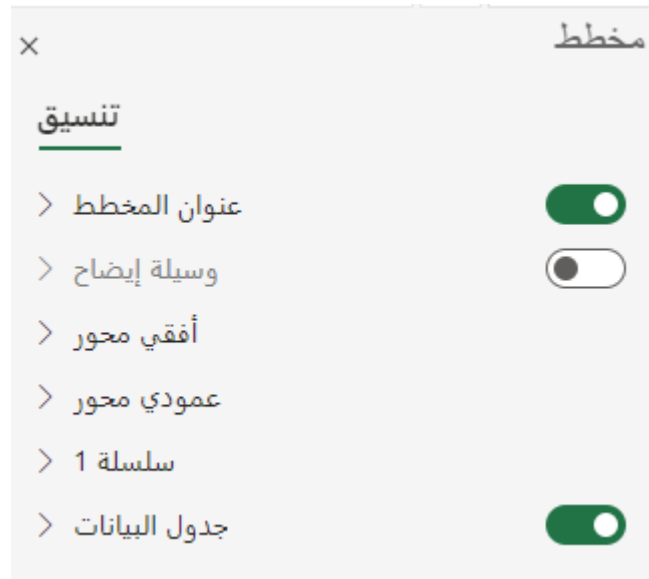 مخطط
تنسيق
عنوان المخطط
وسيلة إيضاح
أفقي محور
عمودي محور
سلسلة 1
جدول البيانات